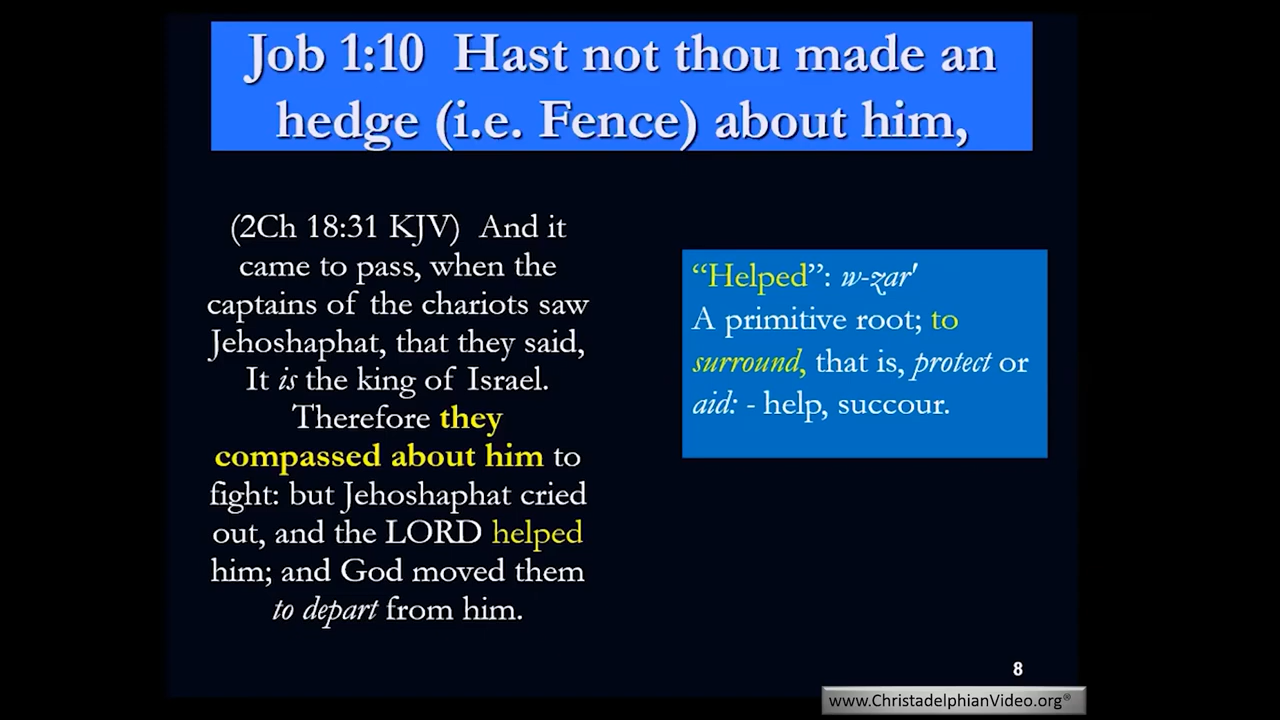 Job 1:10 Hast not thou made an
hedge (i.e. Fence) about him,
(2Ch 18:31 KJV) And it
came to pass, when the
captains of the chariots saw
Jehoshaphat, that they said,
It is the king of Israel.
Therefore they
compassed about him to
fight: but Jehoshaphat cried
out, and the LORD helped
him; and God moved them
to depart from him.
“Helped”: w-zar'
A primitive root; to
surround, that is, protect or
aid: - help, succour.
8
www.ChristadelphianVideo.org®